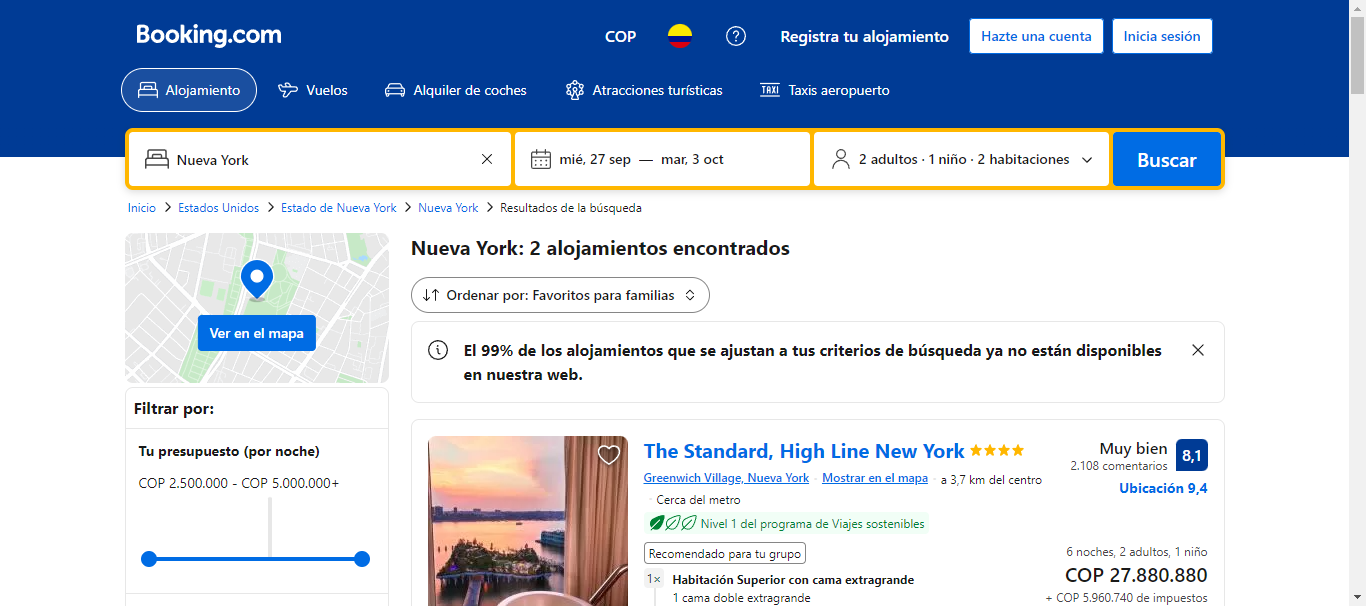 Booking.com
COP
Registra tu alojamiento
Hazte una cuenta
Inicia sesión
Alojamiento
Vuelos
Alquiler de coches
Atracciones turísticas
TAXI
Taxis aeropuerto
Nueva York
mié, 27 sep — mar, 3 oct
2 adultos · 1 niño · 2 habitaciones
Buscar
Inicio > Estados Unidos > Estado de Nueva York > Nueva York > Resultados de la búsqueda
Ver en el mapa
Filtrar por:
Tu presupuesto (por noche)
COP 2.500.000 - COP 5.000.000+
Nueva York: 2 alojamientos encontrados
Ordenar por: Favoritos para familias
El 99% de los alojamientos que se ajustan a tus criterios de búsqueda ya no están disponibles
en nuestra web.
The Standard, High Line New York
Greenwich Village, Nueva York · Mostrar en el mapa · a 3,7 km del centro
· Cerca del metro
Nivel 1 del programa de Viajes sostenibles
Recomendado para tu grupo
1× Habitación Superior con cama extragrande
1 cama doble extragrande
Muy bien 8,1
2.108 comentarios
Ubicación 9,4
6 noches, 2 adultos, 1 niño
COP 27.880.880
+ COP 5.960.740 de impuestos